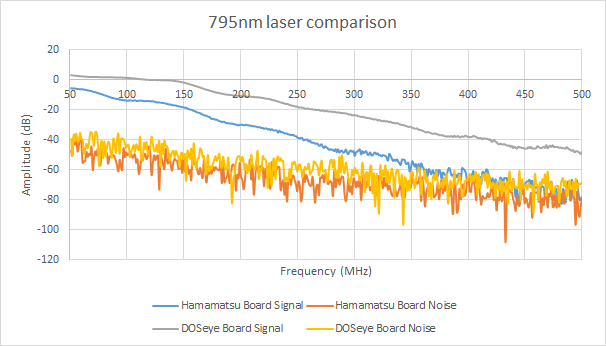 795nm laser comparison
20
0
-20
-40
-60
-80
-100
-120
50 100 150 200 250 300 350 400 450 500
Amplitude (dB)
Frequency (MHz)
Hamamatsu Board Signal Hamamatsu Board Noise
DOSeye Board Signal DOSeye Board Noise